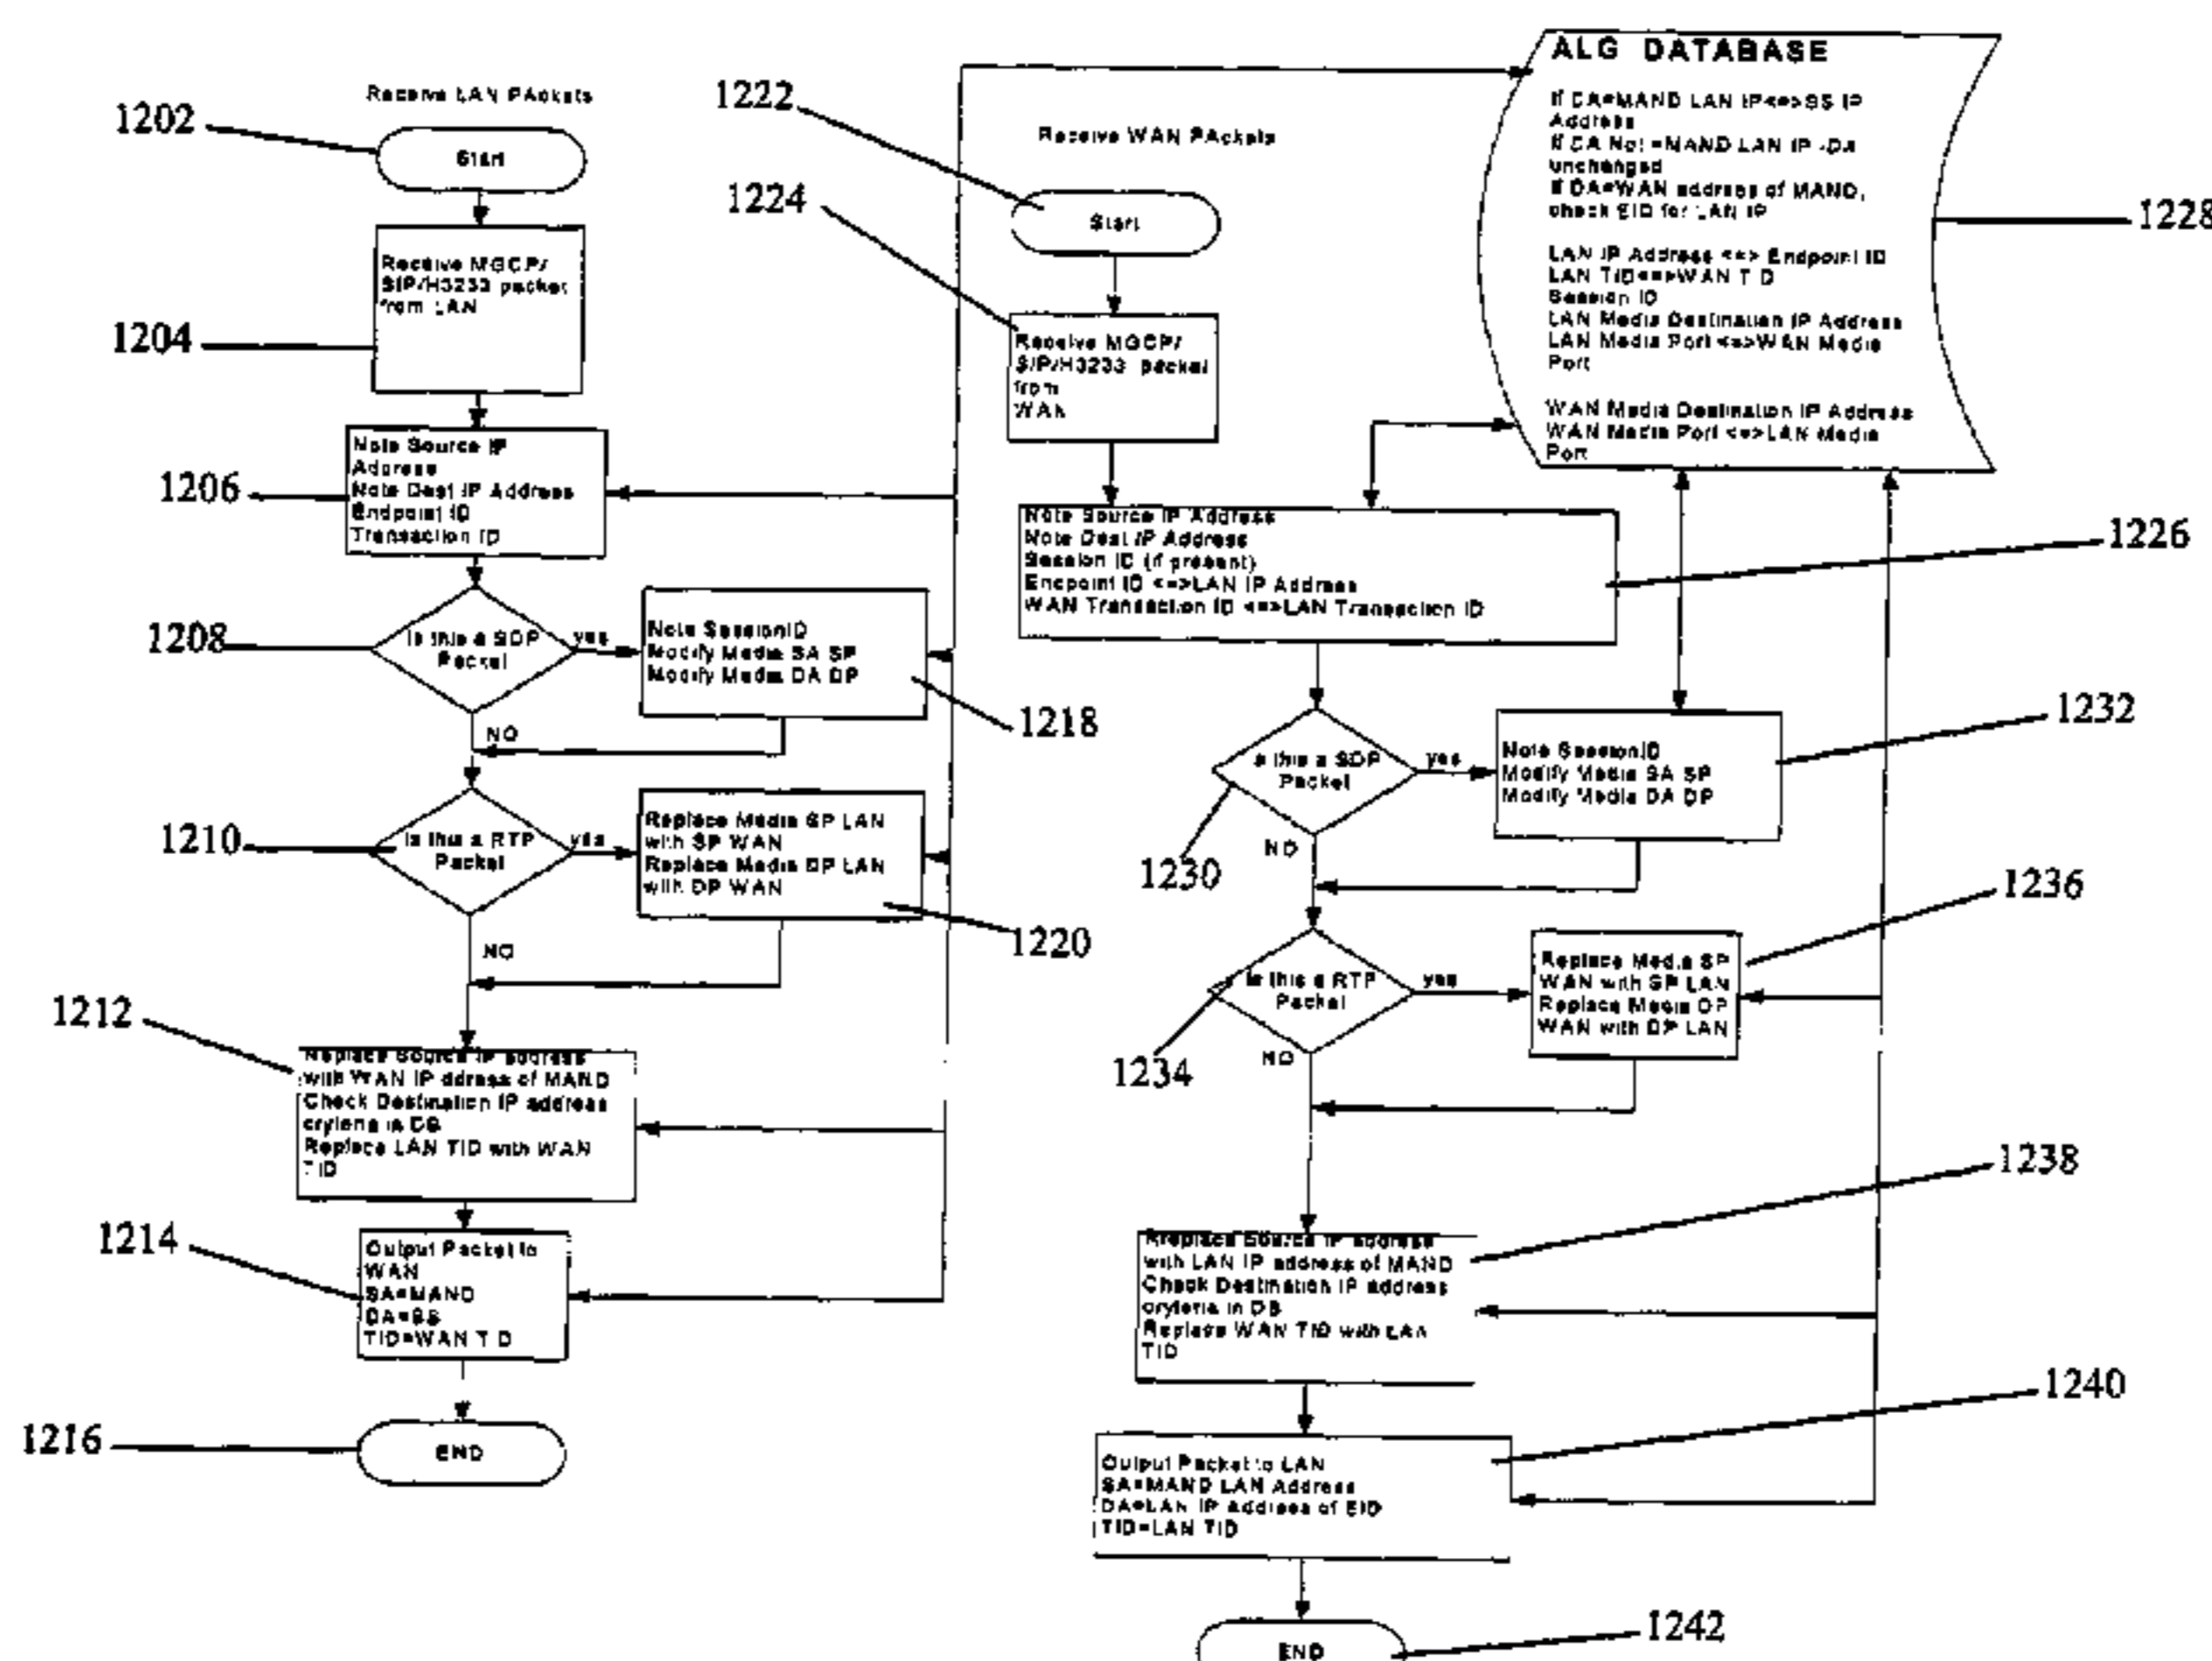 Receive LAN PAckets
1202
Start
1204
Receive MGCP/
SIP/H3233 packet
from LAN
1206
Note Source IP
Address
Note Dest IP Address
Endpoint ID
Transaction ID
1208
Is this a SDP
Packet
yes
NO
Note SessionID
Modify Media SA SP
Modify Media DA DP
1218
1210
Is this a RTP
Packet
yes
NO
Replace Media SP LAN
with SP WAN
Replace Media DP LAN
with DP WAN
1220
1212
Replace Source IP address
with WAN IP ddress of MAND
Check Destination IP address
cryteria in DB
Replace LAN TID with WAN
TID
1214
Output Packet to
WAN
SA=MAND
DA=SS
TID=WAN TID
1216
END
1222
Receive WAN PAckets
1224
Start
Receive MGCP/
SIP/H3233 packet
from
WAN
Note Source IP Address
Note Dest IP Address
Session ID (if present)
Endpoint ID <=>LAN IP Address
WAN Transaction ID <=>LAN Transaction ID
1226
ALG DATABASE
If DA=MAND LAN IP<=>SS IP
Address
If DA Not =MAND LAN IP -DA
unchanged
If DA=WAN address of MAND,
check EID for LAN IP
LAN IP Address <=> Endpoint ID
LAN TID<=>WAN TID
Session ID
LAN Media Destination IP Address
LAN Media Port <=>WAN Media
Port
WAN Media Destination IP Address
WAN Media Port <=>LAN Media
Port
1228
1230
Is this a SDP
Packet
yes
NO
Note SessionID
Modify Media SA SP
Modify Media DA DP
1232
1234
Is this a RTP
Packet
yes
NO
Replace Media SP
WAN with SP LAN
Replace Media DP
WAN with DP LAN
1236
Rreplace Source IP address
with LAN IP address of MAND
Check Destination IP address
cryteria in DB
Replace WAN TID with LAN
TID
1238
Output Packet to LAN
SA=MAND LAN Address
DA=LAN IP Address of EID
TID=LAN TID
1240
END
1242